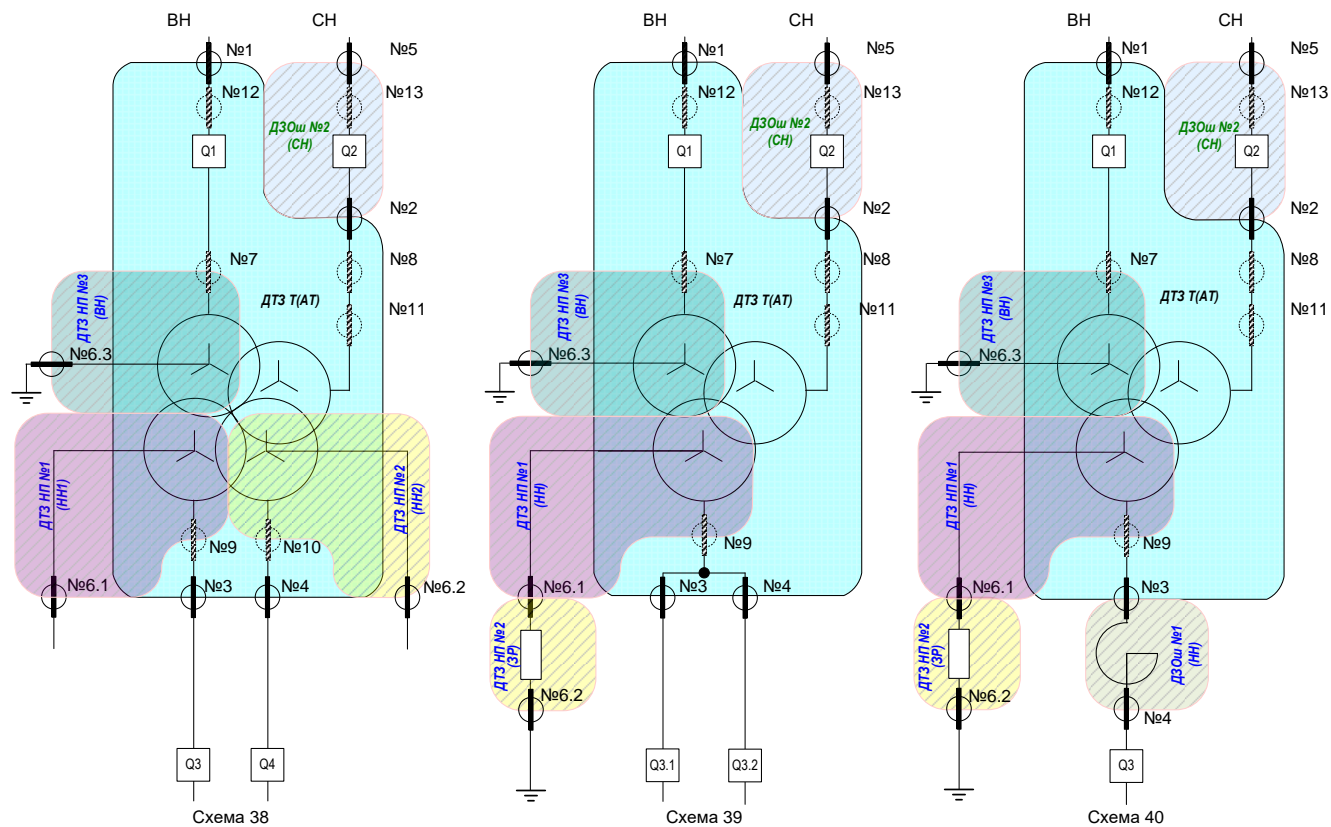 ВН
СН
№1
№5
№12
№13
ДЗОш №2
(СН)
Q1
Q2
№2
№7
№8
ДТЗ НП №3
(ВН)
ДТЗ Т(АТ)
№11
№6.3
ДТЗ НП №1
(НН1)
ДТЗ НП №2
(НН2)
№9
№10
№6.1
№3
№4
№6.2
Q3
Q4
Схема 38
ВН
СН
№1
№5
№12
№13
ДЗОш №2
(СН)
Q1
Q2
№2
№7
№8
ДТЗ НП №3
(ВН)
ДТЗ Т(АТ)
№11
№6.3
ДТЗ НП №1
(НН)
№9
№6.1
№3
№4
ДТЗ НП №2
(ЗР)
№6.2
Q3.1
Q3.2
Схема 39
ВН
СН
№1
№5
№12
№13
ДЗОш №2
(СН)
Q1
Q2
№2
№7
№8
ДТЗ НП №3
(ВН)
ДТЗ Т(АТ)
№11
№6.3
ДТЗ НП №1
(НН)
№9
№6.1
№3
ДТЗ НП №2
(ЗР)
ДЗОш №1
(НН)
№6.2
№4
Q3
Схема 40